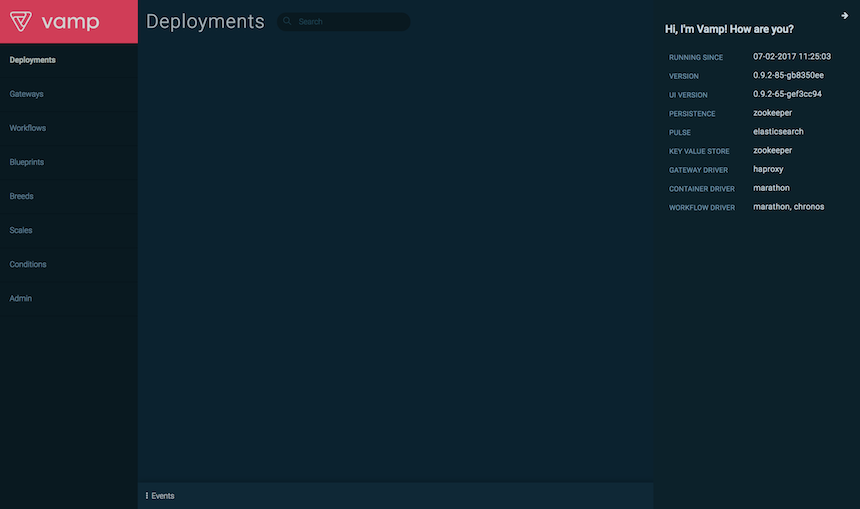 vamp
Deployments
Gateways
Workflows
Blueprints
Breeds
Scales
Conditions
Admin
Deployments
Search
Events
Hi, I'm Vamp! How are you?
RUNNING SINCE 07-02-2017 11:25:03
VERSION 0.9.2-85-gb8350ee
UI VERSION 0.9.2-65-gef3cc94
PERSISTENCE zookeeper
PULSE elasticsearch
KEY VALUE STORE zookeeper
GATEWAY DRIVER haproxy
CONTAINER DRIVER marathon
WORKFLOW DRIVER marathon, chronos